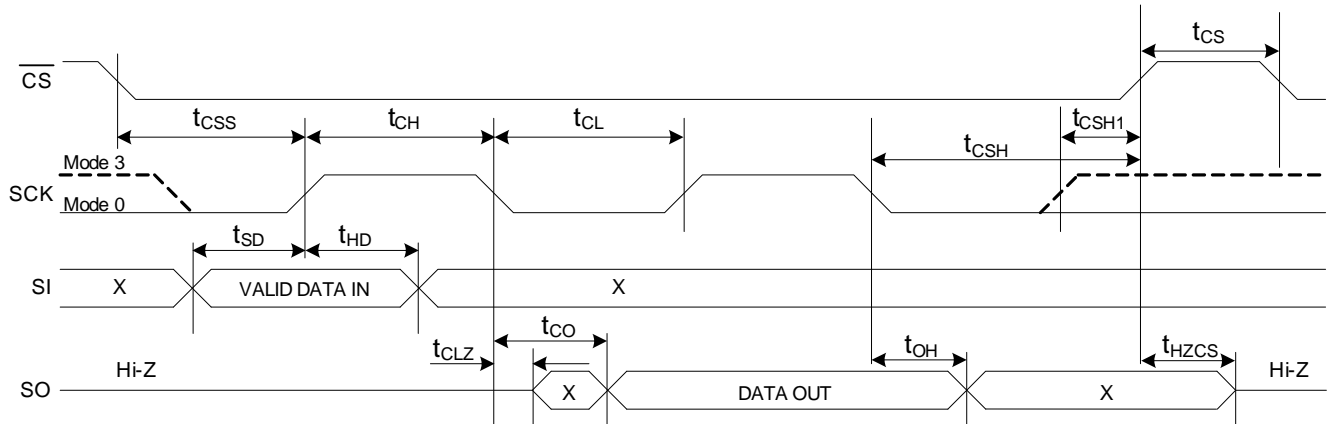 tCS
CS
tCSS
tCH
tCL
tCSH1
tCSH
Mode 3
SCK
Mode 0
tSD
tHD
SI
X
VALID DATA IN
X
tCO
tCLZ
tOH
tHZCS
Hi-Z
Hi-Z
SO
X
DATA OUT
X